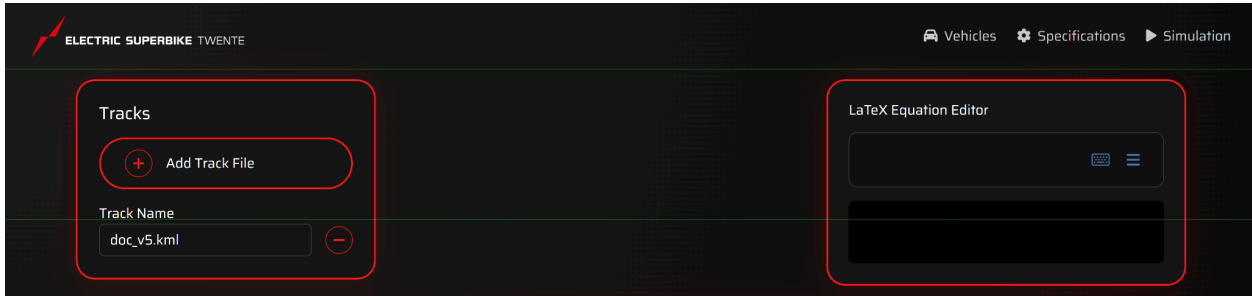 ELECTRIC SUPERBIKE TWENTE
Vehicles
Specifications
Simulation
Tracks
Add Track File
Track Name
doc_v5.kml
LaTeX Equation Editor